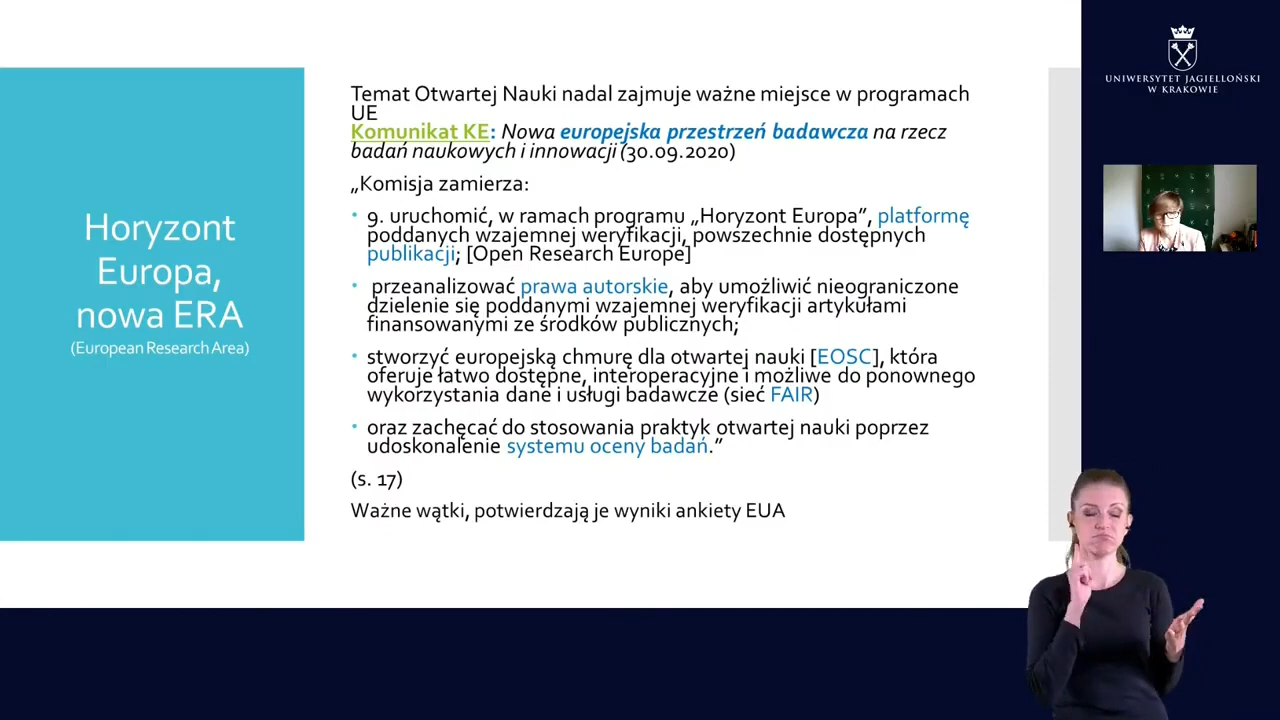 Horyzont
Europa,
nowa ERA
(European Research Area)
Temat Otwartej Nauki nadal zajmuje ważne miejsce w programach
UE
Komunikat KE: Nowa europejska przestrzeń badawcza na rzecz
badań naukowych i innowacji (30.09.2020)
„Komisja zamierza:
• 9. uruchomić, w ramach programu „Horyzont Europa”, platformę
poddanych wzajemnej weryfikacji, powszechnie dostępnych
publikacji; [Open Research Europe]
• przeanalizować prawa autorskie, aby umożliwić nieograniczone
dzielenie się poddanymi wzajemnej weryfikacji artykułami
finansowanymi ze środków publicznych;
• stworzyć europejską chmurę dla otwartej nauki [EOSC], która
oferuje łatwo dostępne, interoperacyjne i możliwe do ponownego
wykorzystania dane i usługi badawcze (sieć FAIR)
• oraz zachęcać do stosowania praktyk otwartej nauki poprzez
udoskonalenie systemu oceny badań.”
(s. 17)
Ważne wątki, potwierdzają je wyniki ankiety EUA
UNIWERSYTET JAGIELLOŃSKI
W KRAKOWIE